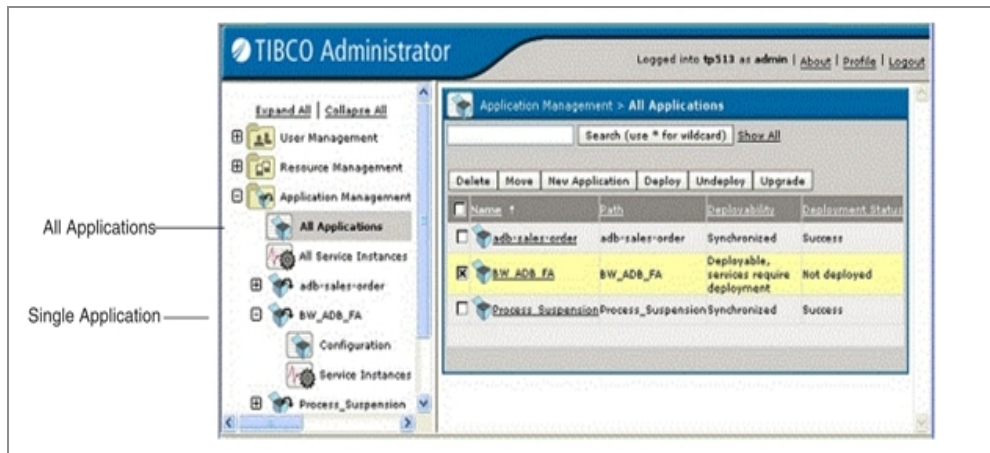 TIBCO Administrator
Logged into tp513 as admin | About | Profile | Logout
Expand All | Collapse All
User Management
Resource Management
Application Management
All Applications
All Service Instances
adb-sales-order
BW_ADB_FA
Configuration
Service Instances
Process_Suspension
All Applications
Single Application
Application Management > All Applications
Search (use * for wildcard) Show All
Delete Move New Application Deploy Undeploy Upgrade
Name Path Deployability Deployment Status
adb-sales-order adb-sales-order Synchronized Success
BW_ADB_FA BW_ADB_FA Deployable, services require deployment Not deployed
Process_Suspension Process_Suspension Synchronized Success